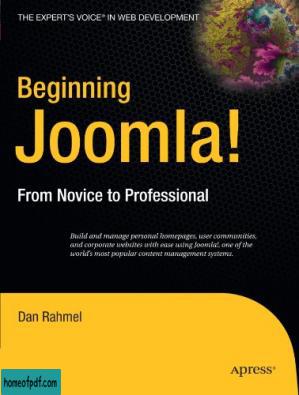 THE EXPERT'S VOICE® IN WEB DEVELOPMENT
Beginning
Joomla!
From Novice to Professional
Build and manage personal homepages, user communities,
and corporate websites with ease using Joomla!, one of the
world's most popular content management systems.
Dan Rahmel
Apress®
homeofpdf.com